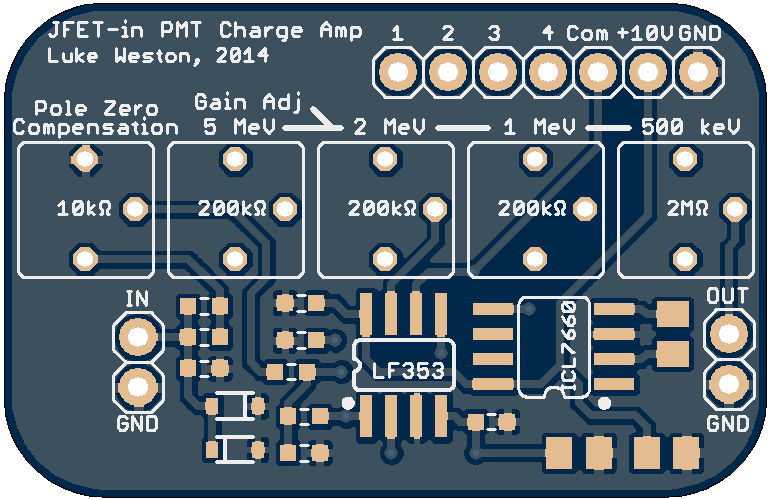 JFET-in PMT Charge Amp
Luke Weston, 2014
1 2 3 4 Com +10V GND
Pole Zero
Compensation
Gain Adj
5 MeV 2 MeV 1 MeV 500 keV
10kΩ 200kΩ 200kΩ 200kΩ 2MΩ
IN
OUT
LF353
ICL7660
GND
GND